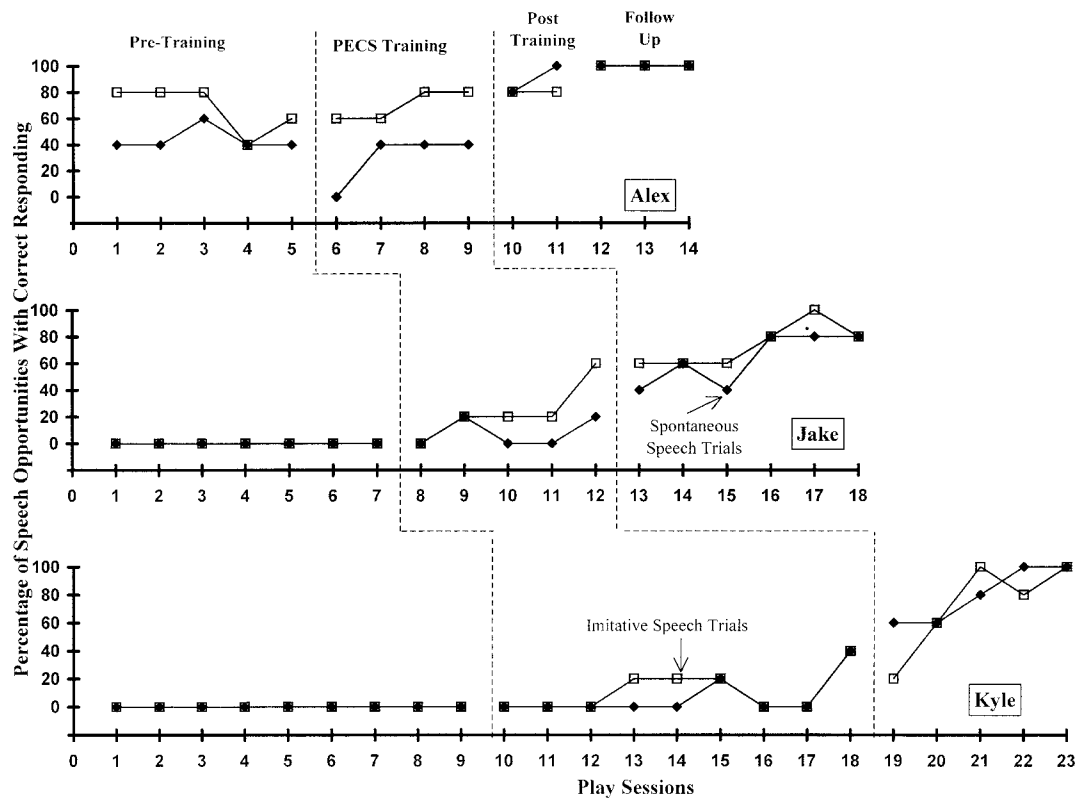 Pre-Training
PECS Training
Post
Training
Follow
Up
Percentage of Speech Opportunities With Correct Responding
100
80
60
40
20
0
Alex
0 1 2 3 4 5 6 7 8 9 10 11 12 13 14
100
80
60
40
20
0
Spontaneous
Speech Trials
Jake
0 1 2 3 4 5 6 7 8 9 10 11 12 13 14 15 16 17 18
100
80
60
40
20
0
Imitative Speech Trials
Kyle
0 1 2 3 4 5 6 7 8 9 10 11 12 13 14 15 16 17 18 19 20 21 22 23
Play Sessions